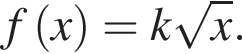 f (x) = k√x.